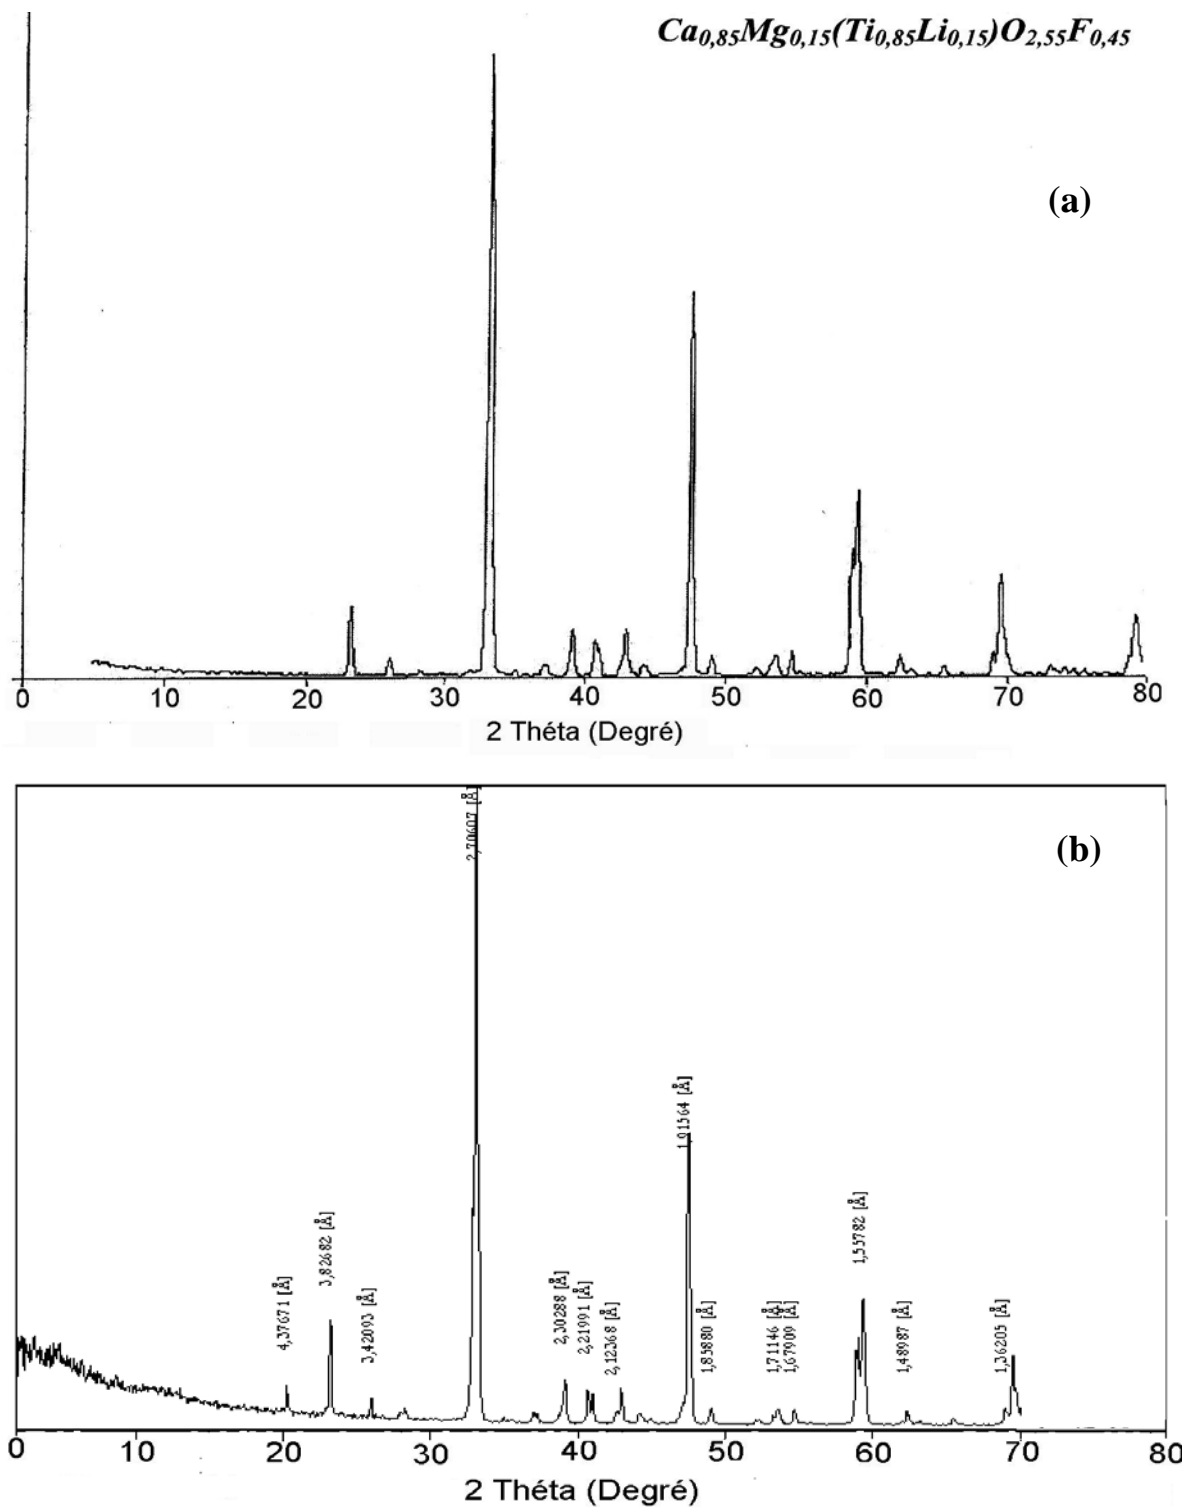 Ca0,85Mg0,15(Ti0,85Li0,15)O2,55F0,45
(a)
0 10 20 30 40 50 60 70 80
2 Théta (Degré)
(b)
2,70607 [Å]
1,91564 [Å]
1,55782 [Å]
3,82682 [Å]
4,37671 [Å]
3,42093 [Å]
2,30288 [Å]
2,21991 [Å]
2,12368 [Å]
1,85880 [Å]
1,71146 [Å]
1,67909 [Å]
1,48987 [Å]
1,36205 [Å]
0 10 20 30 40 50 60 70 80
2 Théta (Degré)